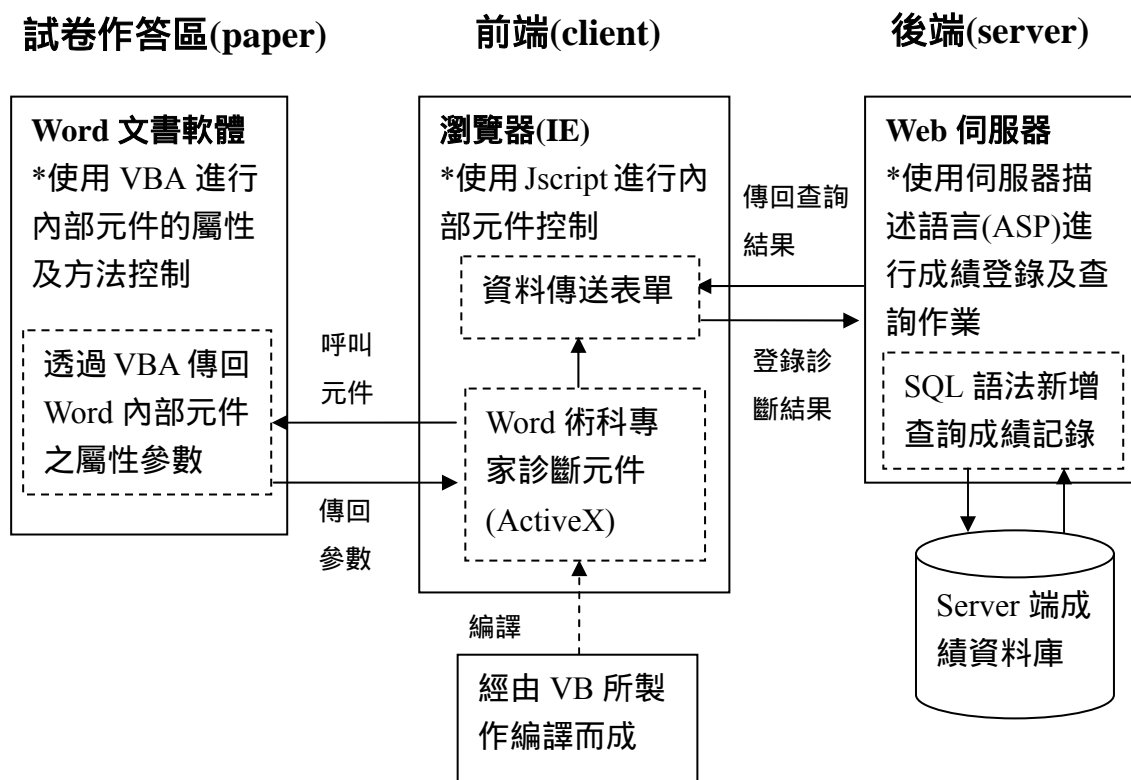 試卷作答區(paper)
前端(client)
後端(server)
Word 文書軟體
*使用 VBA 進行
內部元件的屬性
及方法控制
透過 VBA 傳回
Word 內部元件
之屬性參數
呼叫
元件
傳回
參數
瀏覽器(IE)
*使用 Jscript 進行內
部元件控制
資料傳送表單
Word 術科專
家診斷元件
(ActiveX)
編譯
經由 VB 所製
作編譯而成
傳回查詢
結果
登錄診
斷結果
Web 伺服器
*使用伺服器描
述語言(ASP)進
行成績登錄及查
詢作業
SQL 語法新增
查詢成績記錄
Server 端成
績資料庫